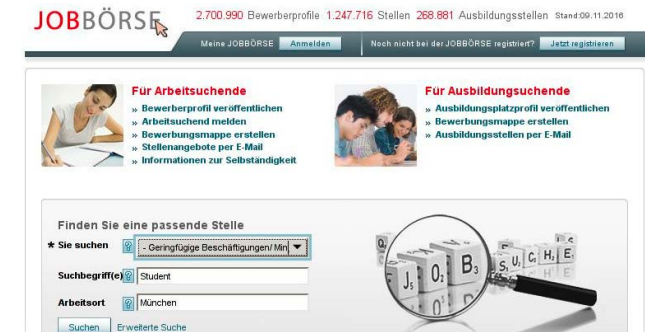 JOBBÖRSE
2.700.990 Bewerberprofile 1.247.716 Stellen 268.881 Ausbildungsstellen Stand:09.11.2016
Meine JOBBÖRSE Anmelden Noch nicht bei der JOBBÖRSE registriert? Jetzt registrieren
Für Arbeitsuchende
» Bewerberprofil veröffentlichen
» Arbeitsuchend melden
» Bewerbungsmappe erstellen
» Stellenangebote per E-Mail
» Informationen zur Selbständigkeit
Für Ausbildungsuchende
» Ausbildungsplatzprofil veröffentlichen
» Bewerbungsmappe erstellen
» Ausbildungsstellen per E-Mail
Finden Sie eine passende Stelle
* Sie suchen - Geringfügige Beschäftigungen/ Min
Suchbegriff(e) Student
Arbeitsort München
Suchen Erweiterte Suche
J O B S U C H E